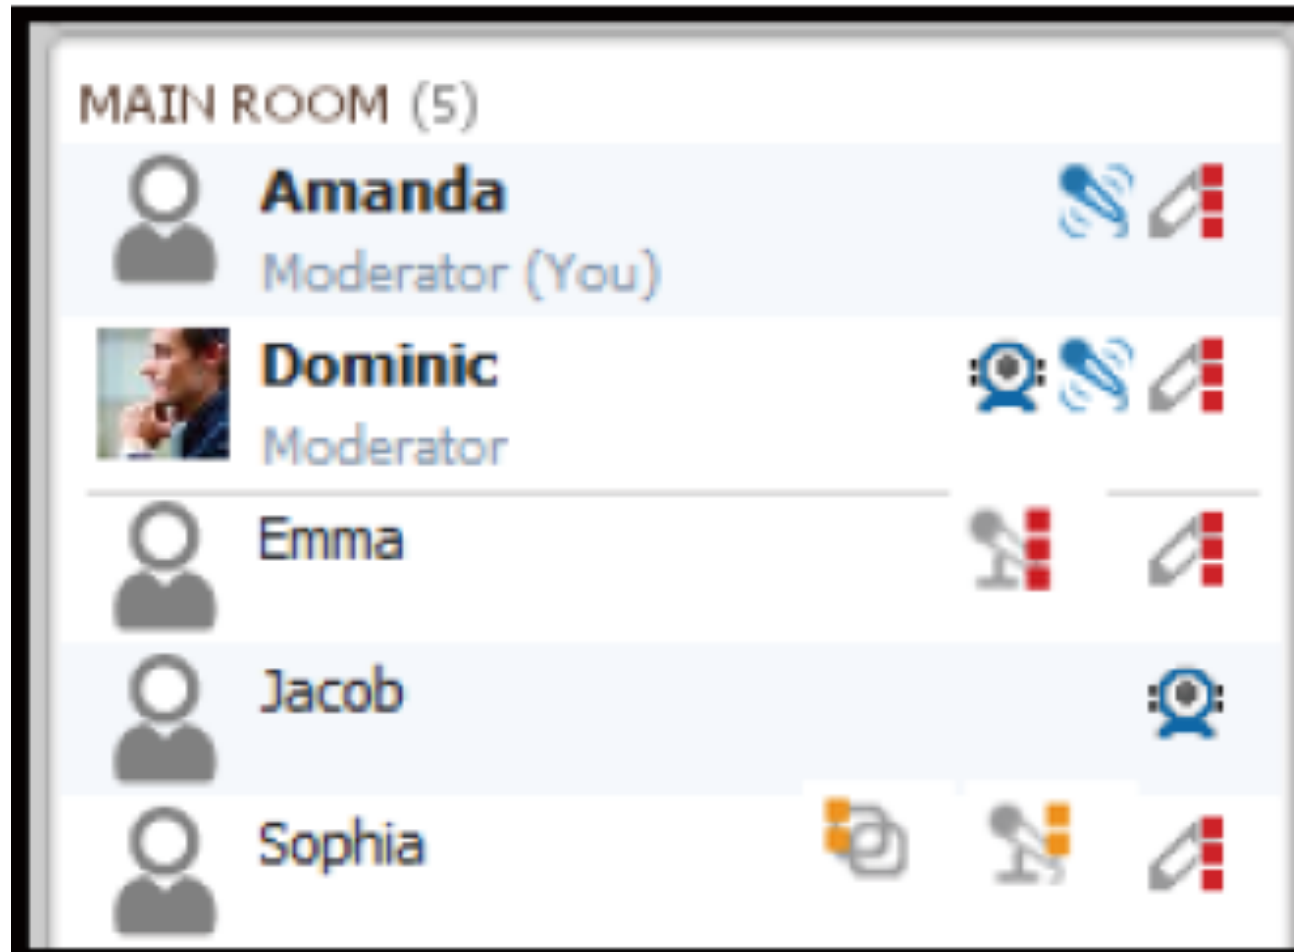 MAIN ROOM (5)
Amanda
Moderator (You)
Dominic
Moderator
Emma
Jacob
Sophia